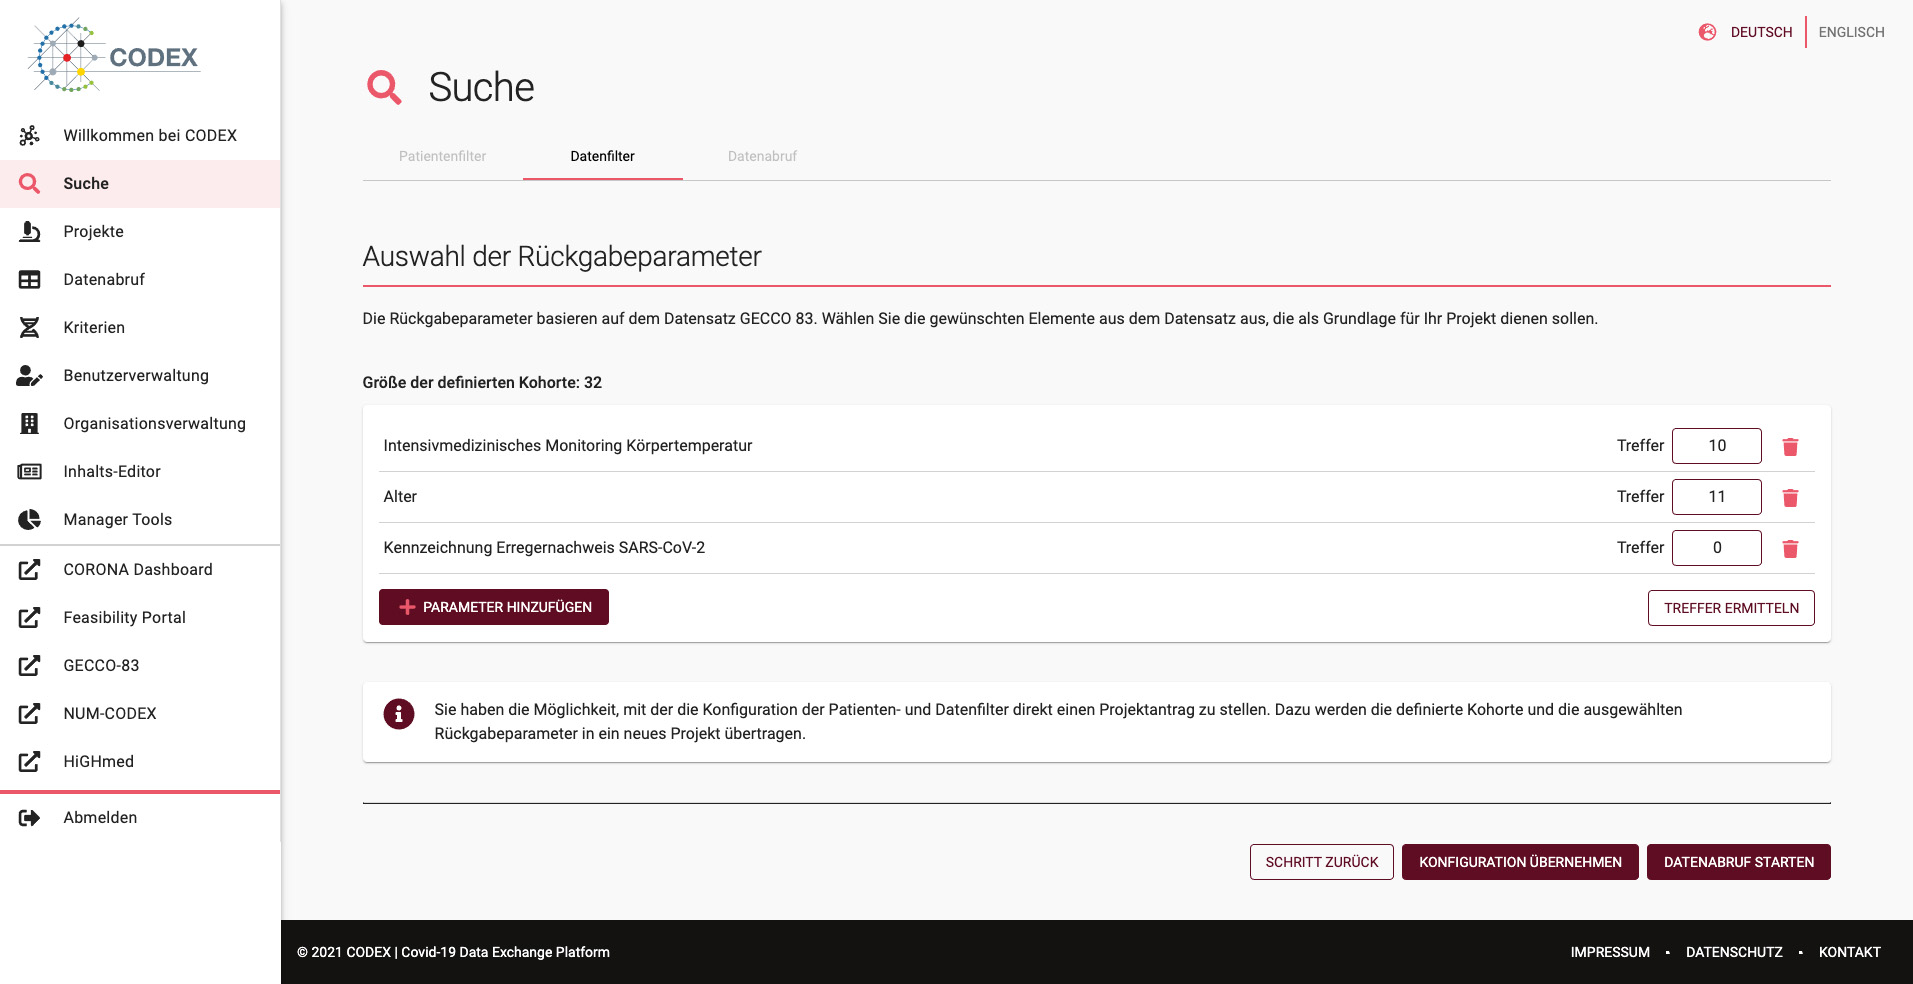 CODEX
Willkommen bei CODEX
Suche
Projekte
Datenabruf
Kriterien
Benutzerverwaltung
Organisationsverwaltung
Inhalts-Editor
Manager Tools
CORONA Dashboard
Feasibility Portal
GECCO-83
NUM-CODEX
HiGHmed
Abmelden
DEUTSCH ENGLISCH
Suche
Patientenfilter Datenfilter Datenabruf
Auswahl der Rückgabeparameter
Die Rückgabeparameter basieren auf dem Datensatz GECCO 83. Wählen Sie die gewünschten Elemente aus dem Datensatz aus, die als Grundlage für Ihr Projekt dienen sollen.
Größe der definierten Kohorte: 32
Intensivmedizinisches Monitoring Körpertemperatur Treffer 10
Alter Treffer 11
Kennzeichnung Erregernachweis SARS-CoV-2 Treffer 0
PARAMETER HINZUFÜGEN TREFFER ERMITTELN
Sie haben die Möglichkeit, mit der die Konfiguration der Patienten- und Datenfilter direkt einen Projektantrag zu stellen. Dazu werden die definierte Kohorte und die ausgewählten
Rückgabeparameter in ein neues Projekt übertragen.
SCHRITT ZURÜCK KONFIGURATION ÜBERNEHMEN DATENABRUF STARTEN
© 2021 CODEX | Covid-19 Data Exchange Platform IMPRESSUM • DATENSCHUTZ • KONTAKT